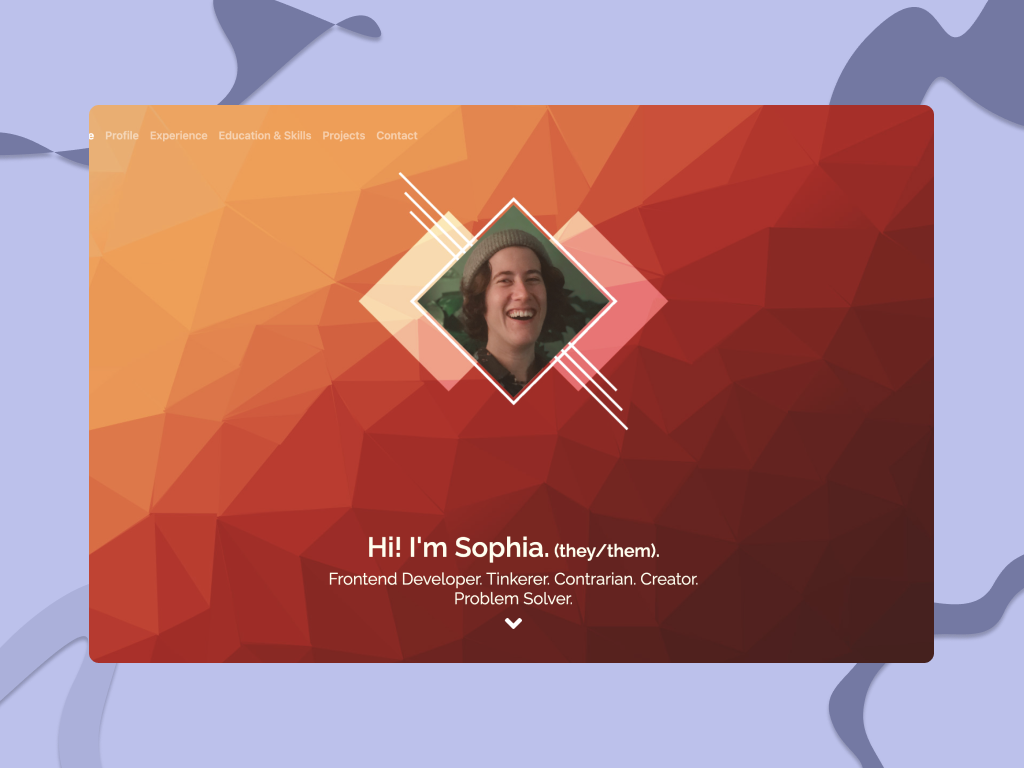 Profile Experience Education & Skills Projects Contact
Hi! I'm Sophia. (they/them).
Frontend Developer. Tinkerer. Contrarian. Creator.
Problem Solver.